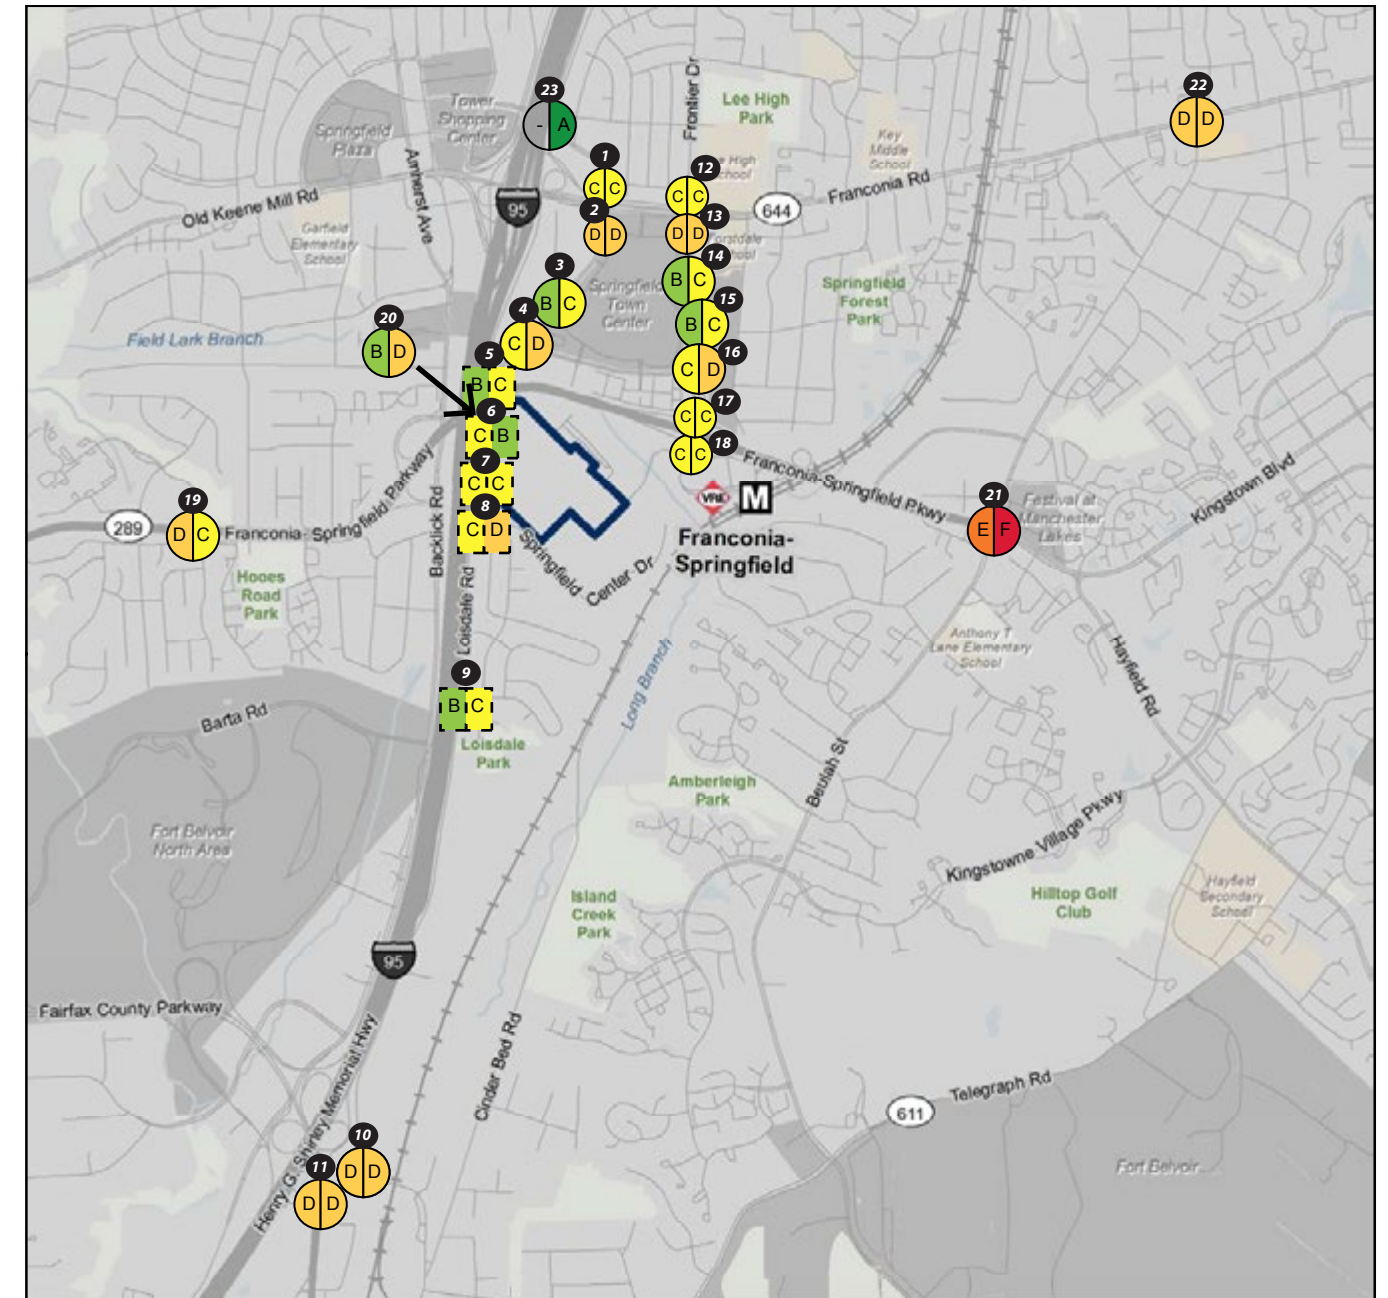 22
D D
23
- A
Tower
Shopping
Center
Frontier Dr
Lee High
Park
Springfield
Plaza
Key
Middle
School
Amherst Ave
1
C C
12
C C
High
School
Franconia Rd
Old Keene Mill Rd
95
2
D D
13
D D
644
Garfield
Elementary
School
3
B C
14
B C
Springfield
Town
Center
15
B C
Springfield
Forest
Park
20
B D
4
C D
Field Lark Branch
5
B C
16
C D
6
C B
17
C C
18
C C
7
C C
Franconia-Springfield Pkwy
Kingstown Blvd
Franconia-Springfield Parkway
Backlick Rd
19
D C
289
8
C D
VRE M
Franconia-
Springfield
21
E F
Festival at
Manchester
Lakes
Springfield Center Dr
Hooes
Road
Park
Loisdale Rd
Anthony T
Lane Elementary
School
Hayfield Rd
Long Branch
9
B C
Barta Rd
Loisdale
Park
Beulah St
Amberleigh
Park
Fort Belvoir
North Area
Kingstowne Village Pkwy
Island
Creek
Park
Hilltop Golf
Club
Hayfield
Secondary
School
95
Fairfax County Parkway
Henry G. Shirley Memorial Hwy
Cinder Bed Rd
Telegraph Rd
611
10
D D
11
D D
Fort Belvoir